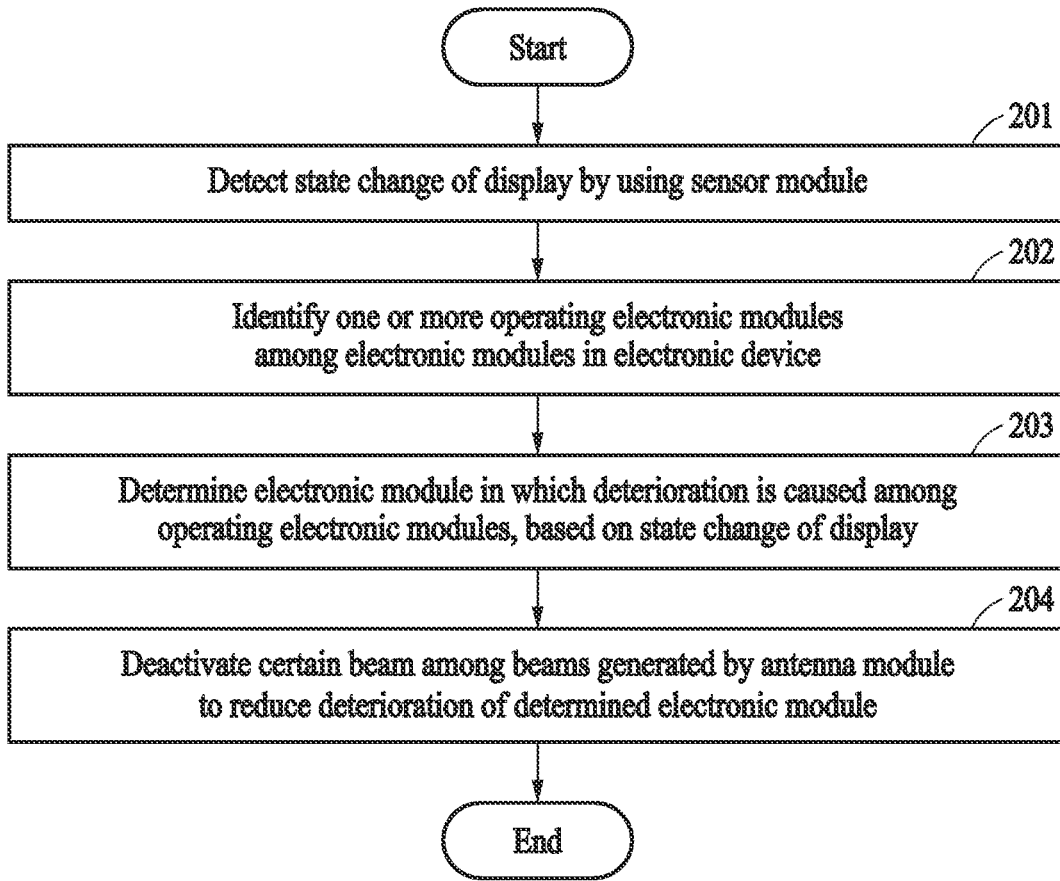 Start
201
Detect state change of display by using sensor module
202
Identify one or more operating electronic modules
among electronic modules in electronic device
203
Determine electronic module in which deterioration is caused among
operating electronic modules, based on state change of display
204
Deactivate certain beam among beams generated by antenna module
to reduce deterioration of determined electronic module
End